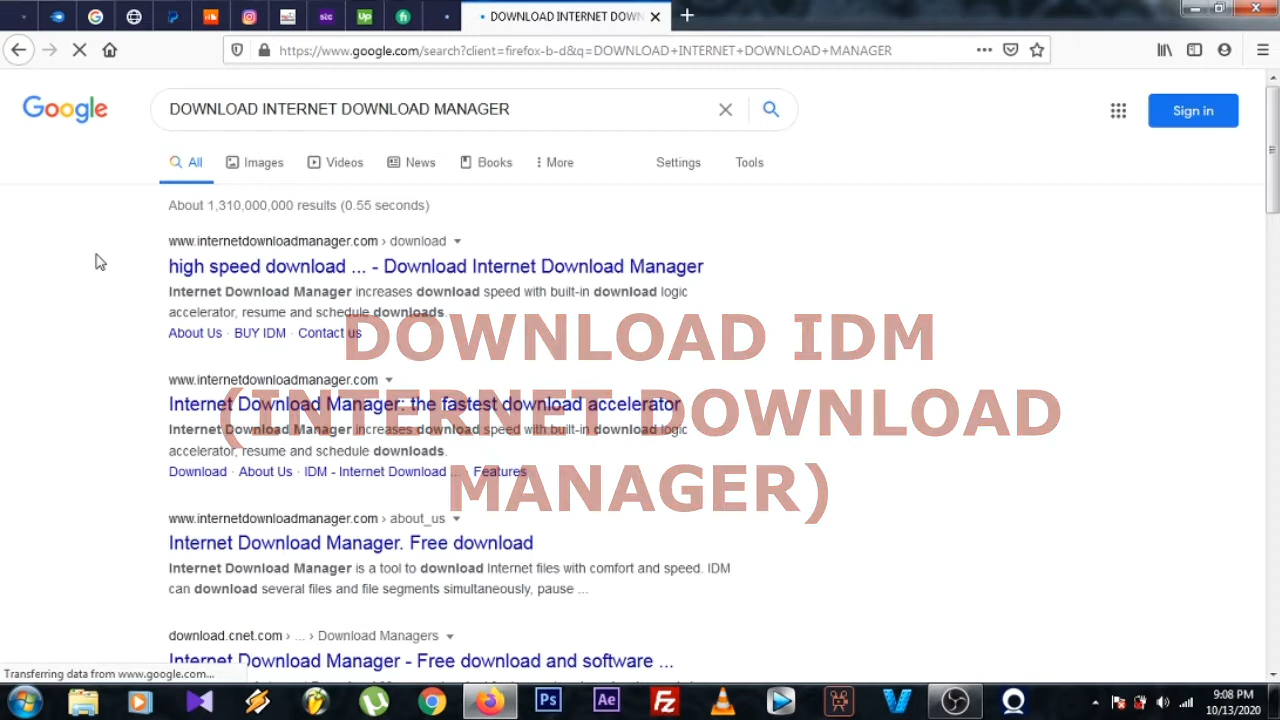 DOWNLOAD INTERNET DOWN
https://www.google.com/search?client=firefox-b-d&q=DOWNLOAD+INTERNET+DOWNLOAD+MANAGER
Google
DOWNLOAD INTERNET DOWNLOAD MANAGER
Sign in
All
Images
Videos
News
Books
More
Settings
Tools
About 1,310,000,000 results (0.55 seconds)
www.internetdownloadmanager.com › download
high speed download ... - Download Internet Download Manager
Internet Download Manager increases download speed with built-in download logic
accelerator, resume and schedule downloads.
About Us · BUY IDM · Contact us
DOWNLOAD IDM
(INTERNET DOWNLOAD
MANAGER)
www.internetdownloadmanager.com
Internet Download Manager: the fastest download accelerator
Internet Download Manager increases download speed with built-in download logic
accelerator, resume and schedule downloads.
Download · About Us · IDM - Internet Download ... · Features
www.internetdownloadmanager.com › about_us
Internet Download Manager. Free download
Internet Download Manager is a tool to download Internet files with comfort and speed. IDM
can download several files and file segments simultaneously, pause ...
download.cnet.com › ... › Download Managers
Internet Download Manager - Free download and software ...
Transferring data from www.google.com...
Ps
Ae
Fz
9:08 PM
10/13/2020